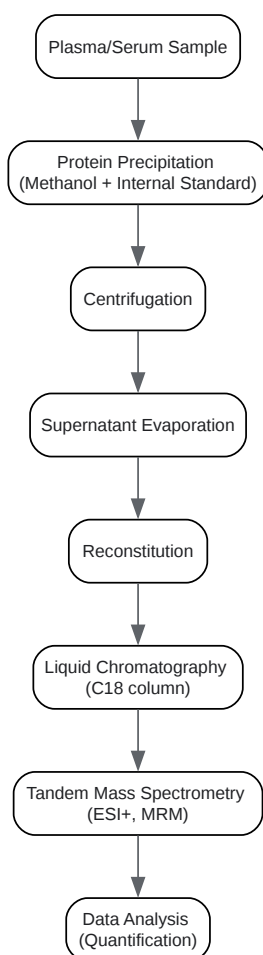 Plasma/Serum Sample
Protein Precipitation
(Methanol + Internal Standard)
Centrifugation
Supernatant Evaporation
Reconstitution
Liquid Chromatography
(C18 column)
Tandem Mass Spectrometry
(ESI+, MRM)
Data Analysis
(Quantification)